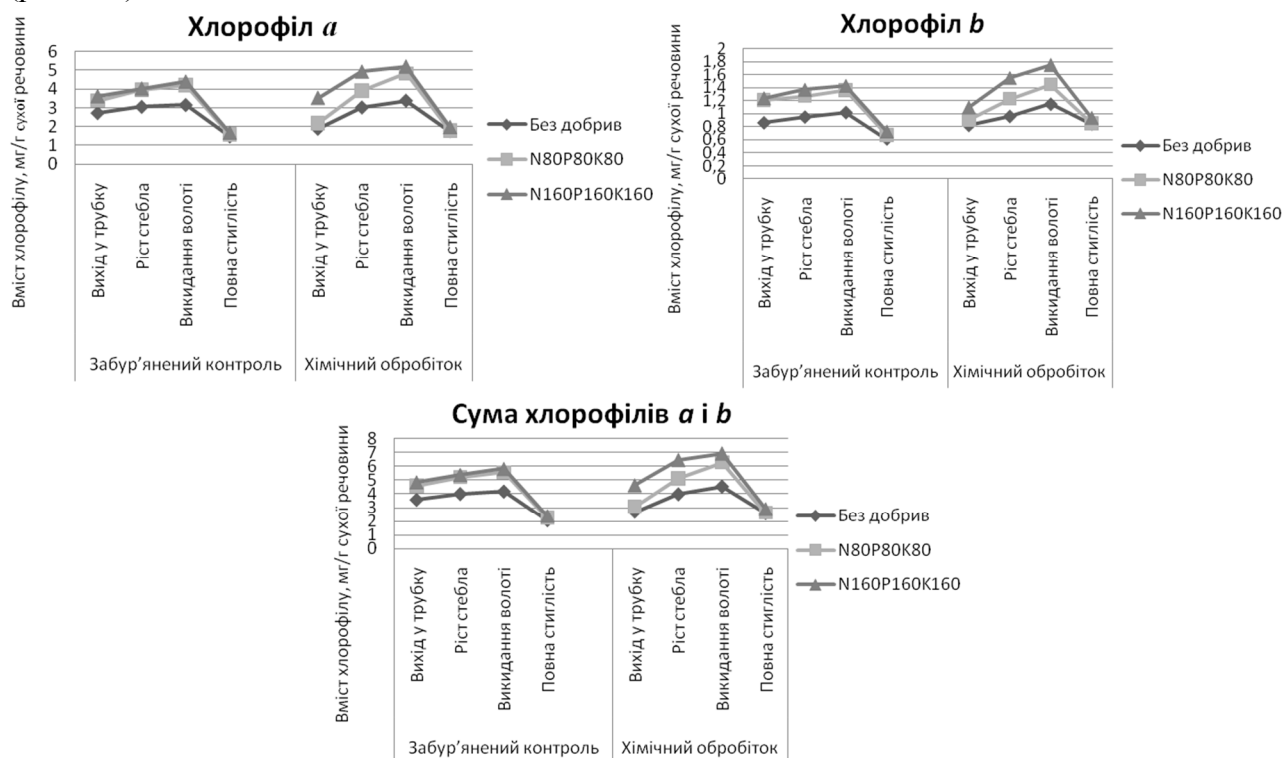 Хлорофіл a
Вміст хлорофілу, мг/г сухої речовини
6
5
4
3
2
1
0
Вихід у трубку
Ріст стебла
Викидання волоті
Повна стиглість
Вихід у трубку
Ріст стебла
Викидання волоті
Повна стиглість
Забур’янений контроль
Хімічний обробіток
Без добрив
N80P80K80
N160P160K160
Хлорофіл b
Вміст хлорофілу, мг/г сухої речовини
2
1,8
1,6
1,4
1,2
1
0,8
0,6
0,4
0,2
0
Вихід у трубку
Ріст стебла
Викидання волоті
Повна стиглість
Вихід у трубку
Ріст стебла
Викидання волоті
Повна стиглість
Забур’янений контроль
Хімічний обробіток
Без добрив
N80P80K80
N160P160K160
Сума хлорофілів a і b
Вміст хлорофілу, мг/г сухої речовини
8
7
6
5
4
3
2
1
0
Вихід у трубку
Ріст стебла
Викидання волоті
Повна стиглість
Вихід у трубку
Ріст стебла
Викидання волоті
Повна стиглість
Забур’янений контроль
Хімічний обробіток
Без добрив
N80P80K80
N160P160K160